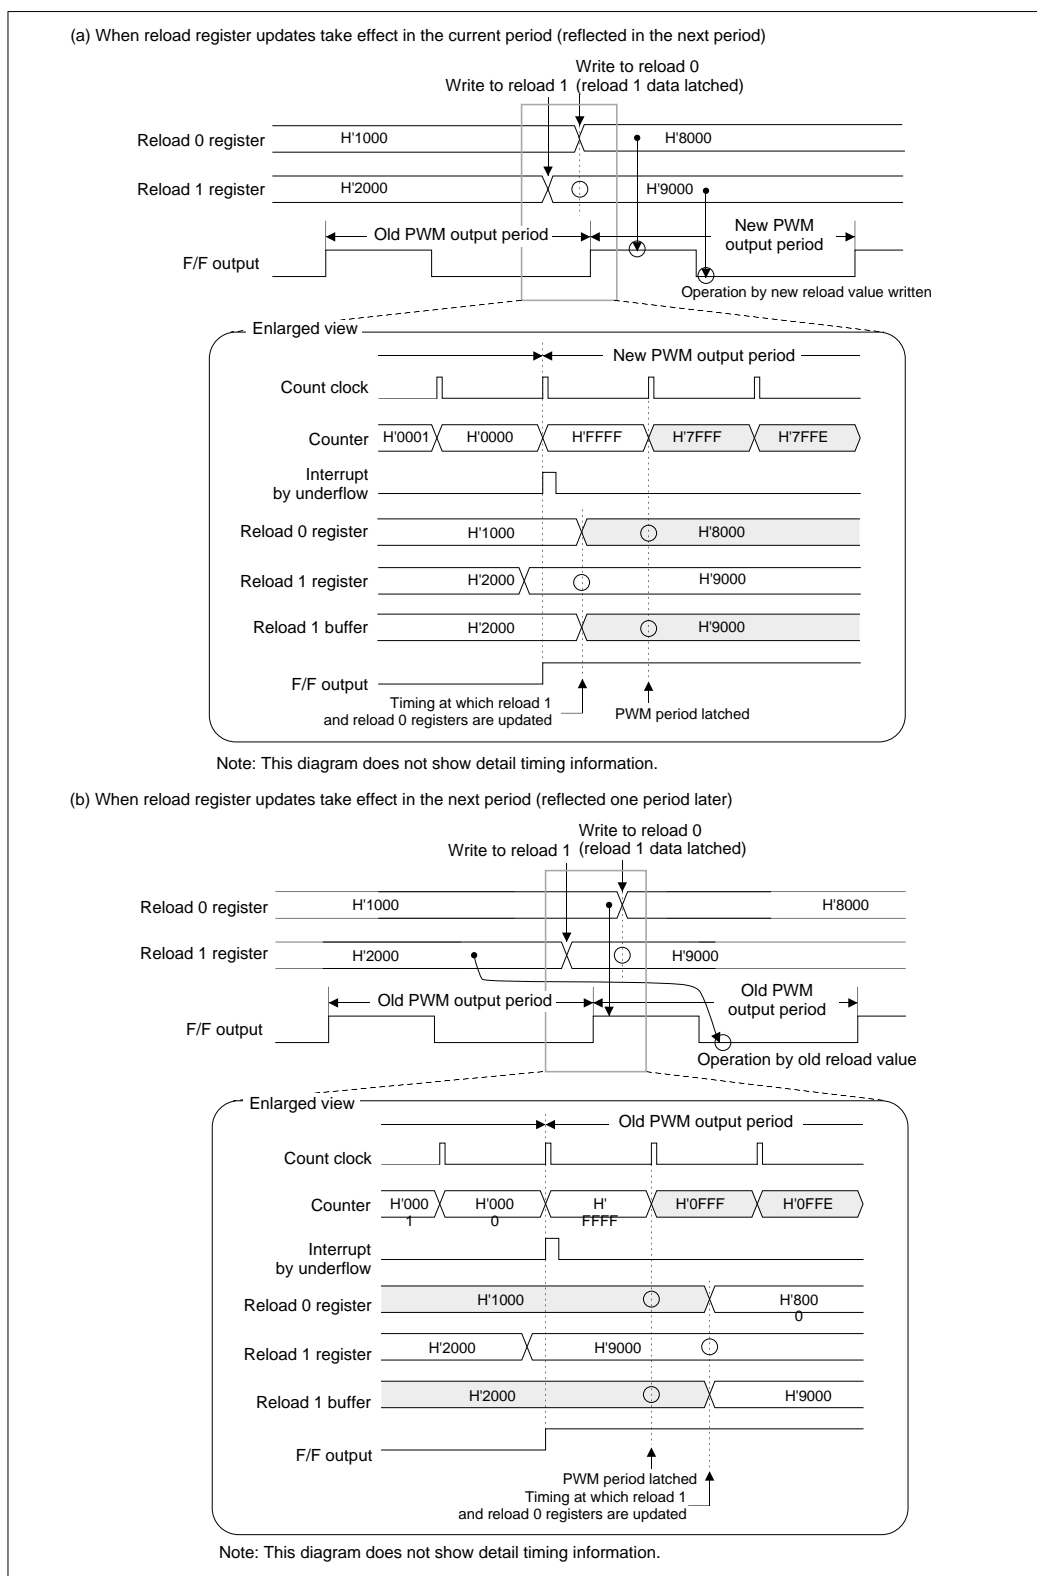 (a) When reload register updates take effect in the current period (reflected in the next period)
Write to reload 0
Write to reload 1 (reload 1 data latched)
Reload 0 register H'1000 H'8000
Reload 1 register H'2000 H'9000
Old PWM output period New PWM
output period
F/F output
Operation by new reload value written
Enlarged view
New PWM output period
Count clock
Counter H'0001 H'0000 H'FFFF H'7FFF H'7FFE
Interrupt
by underflow
Reload 0 register H'1000 H'8000
Reload 1 register H'2000 H'9000
Reload 1 buffer H'2000 H'9000
F/F output
Timing at which reload 1
and reload 0 registers are updated
PWM period latched
Note: This diagram does not show detail timing information.
(b) When reload register updates take effect in the next period (reflected one period later)
Write to reload 0
Write to reload 1 (reload 1 data latched)
Reload 0 register H'1000 H'8000
Reload 1 register H'2000 H'9000
Old PWM output period Old PWM
output period
F/F output
Operation by old reload value
Enlarged view
Old PWM output period
Count clock
Counter H'000 H'000 H' H'0FFF H'0FFE
1 0 FFFF
Interrupt
by underflow
Reload 0 register H'1000 H'800
0
Reload 1 register H'2000 H'9000
Reload 1 buffer H'2000 H'9000
F/F output
PWM period latched
Timing at which reload 1
and reload 0 registers are updated
Note: This diagram does not show detail timing information.